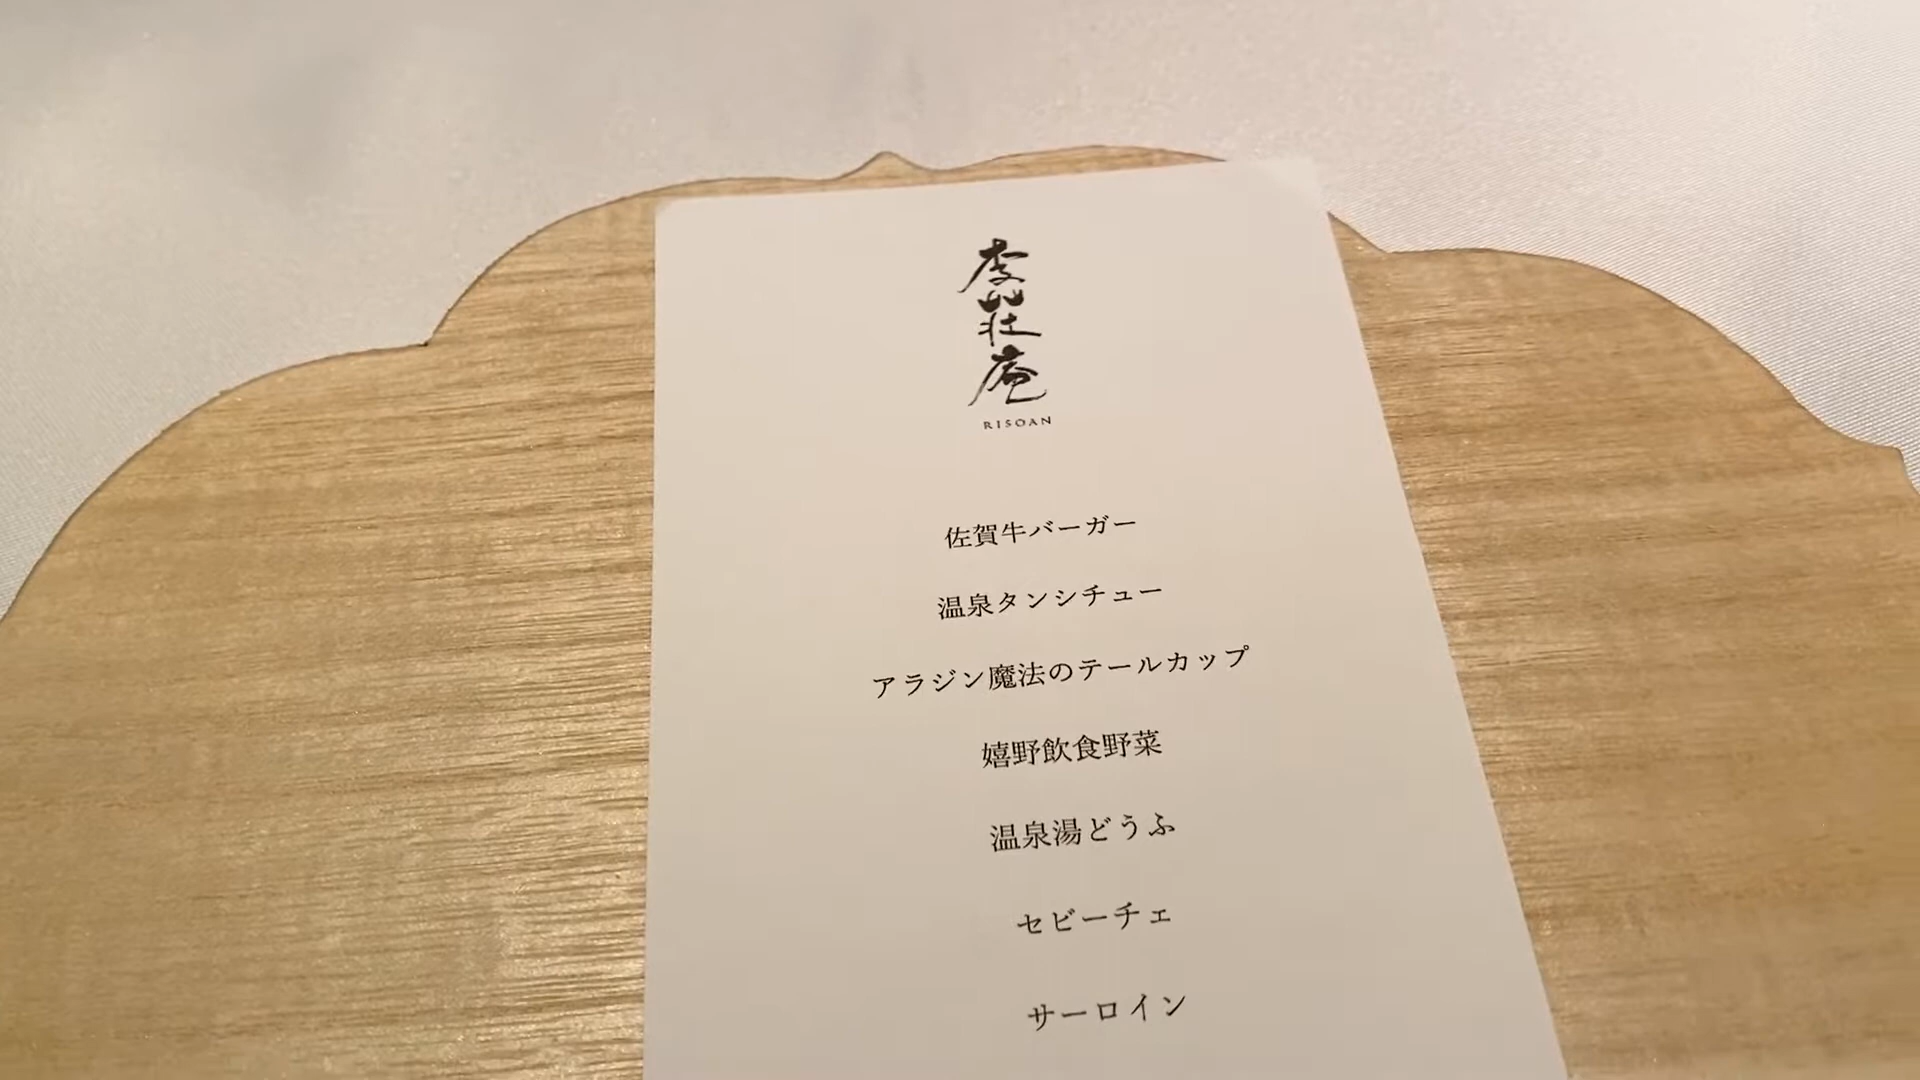 李荘庵
RISOAN
佐賀牛バーガー
温泉タンシチュー
アラジン魔法のテールカップ
嬉野飲食野菜
温泉湯どうふ
セビーチェ
サーロイン